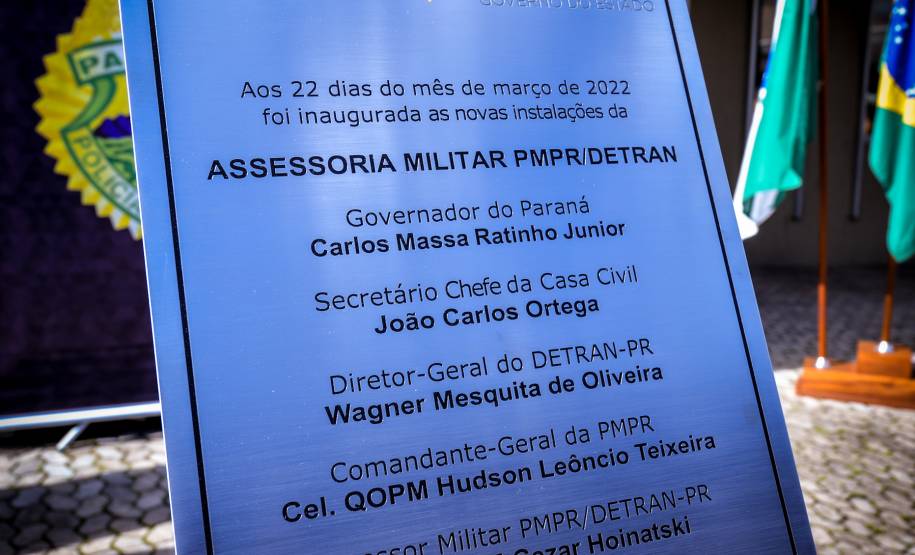 GOVERNO DO ESTADO
Aos 22 dias do mês de março de 2022
foi inaugurada as novas instalações da
ASSESSORIA MILITAR PMPR/DETRAN
Governador do Paraná
Carlos Massa Ratinho Junior
Secretário Chefe da Casa Civil
João Carlos Ortega
Diretor-Geral do DETRAN-PR
Wagner Mesquita de Oliveira
Comandante-Geral da PMPR
Cel. QOPM Hudson Leôncio Teixeira
Militar PMPR/DETRAN-PR
Cezar Hoinatski